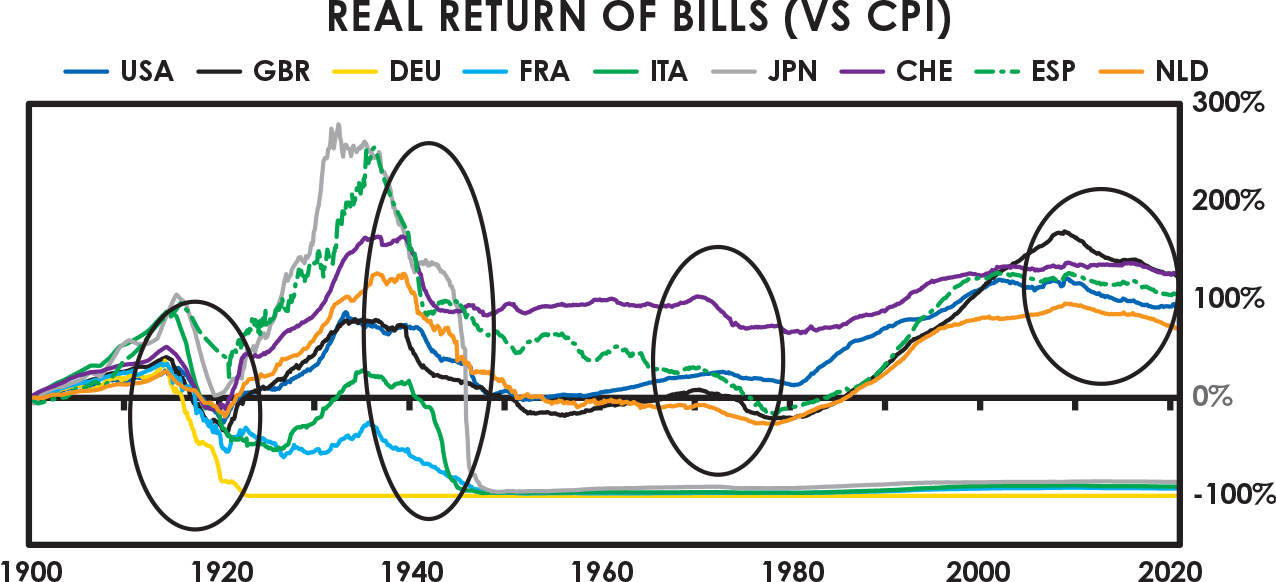 REAL RETURN OF BILLS (VS CPI)
USA GBR DEU FRA ITA JPN CHE ESP NLD
300%
200%
100%
0%
-100%
1900 1920 1940 1960 1980 2000 2020